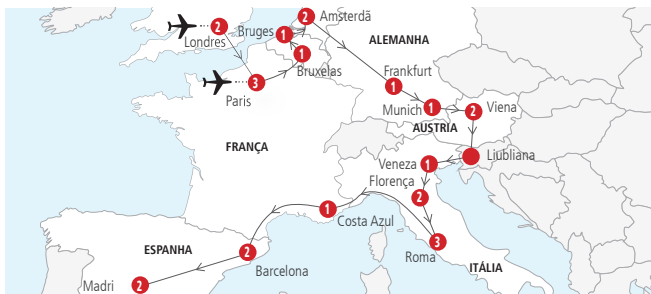 2
Londres
Bruges
1
2
Amsterdã
ALEMANHA
1
Bruxelas
3
Paris
Frankfurt
1
Munich
1
2
Viena
ÁUSTRIA
FRANÇA
Liubliana
Veneza
1
Florença
2
1
Costa Azul
3
Roma
ITÁLIA
ESPANHA
2
Barcelona
Madri
2